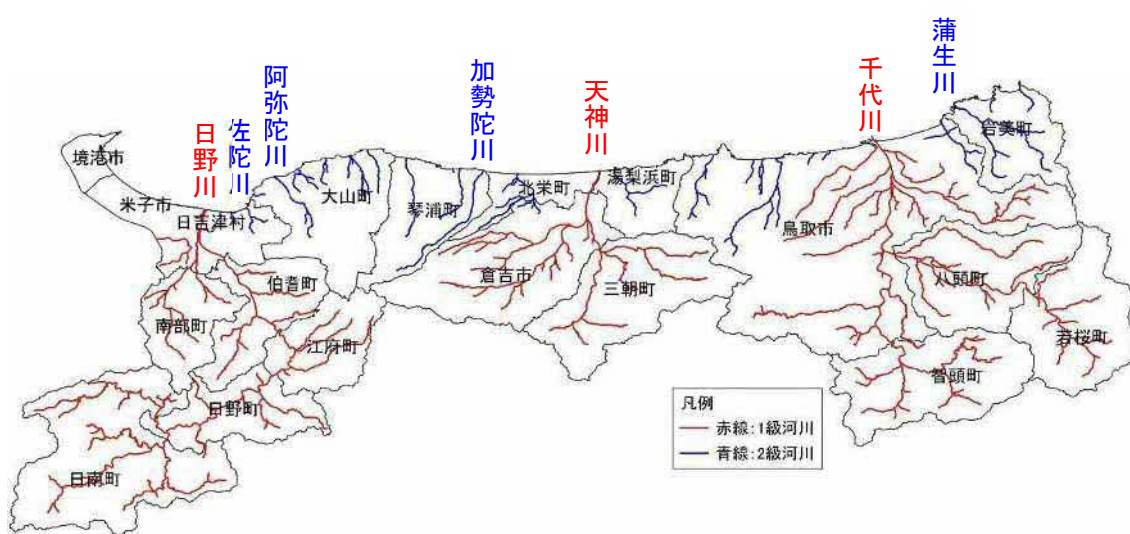 蒲生川
千代川
加勢陀川
阿弥陀川
天神川
日野川
佐陀川
岩美町
境港市
米子市
日吉津村
大山町
琴浦町
北栄町
湯梨浜町
鳥取市
伯耆町
倉吉市
三朝町
八頭町
南部町
江府町
若桜町
智頭町
日野町
日南町
凡例
赤線:1級河川
青線:2級河川